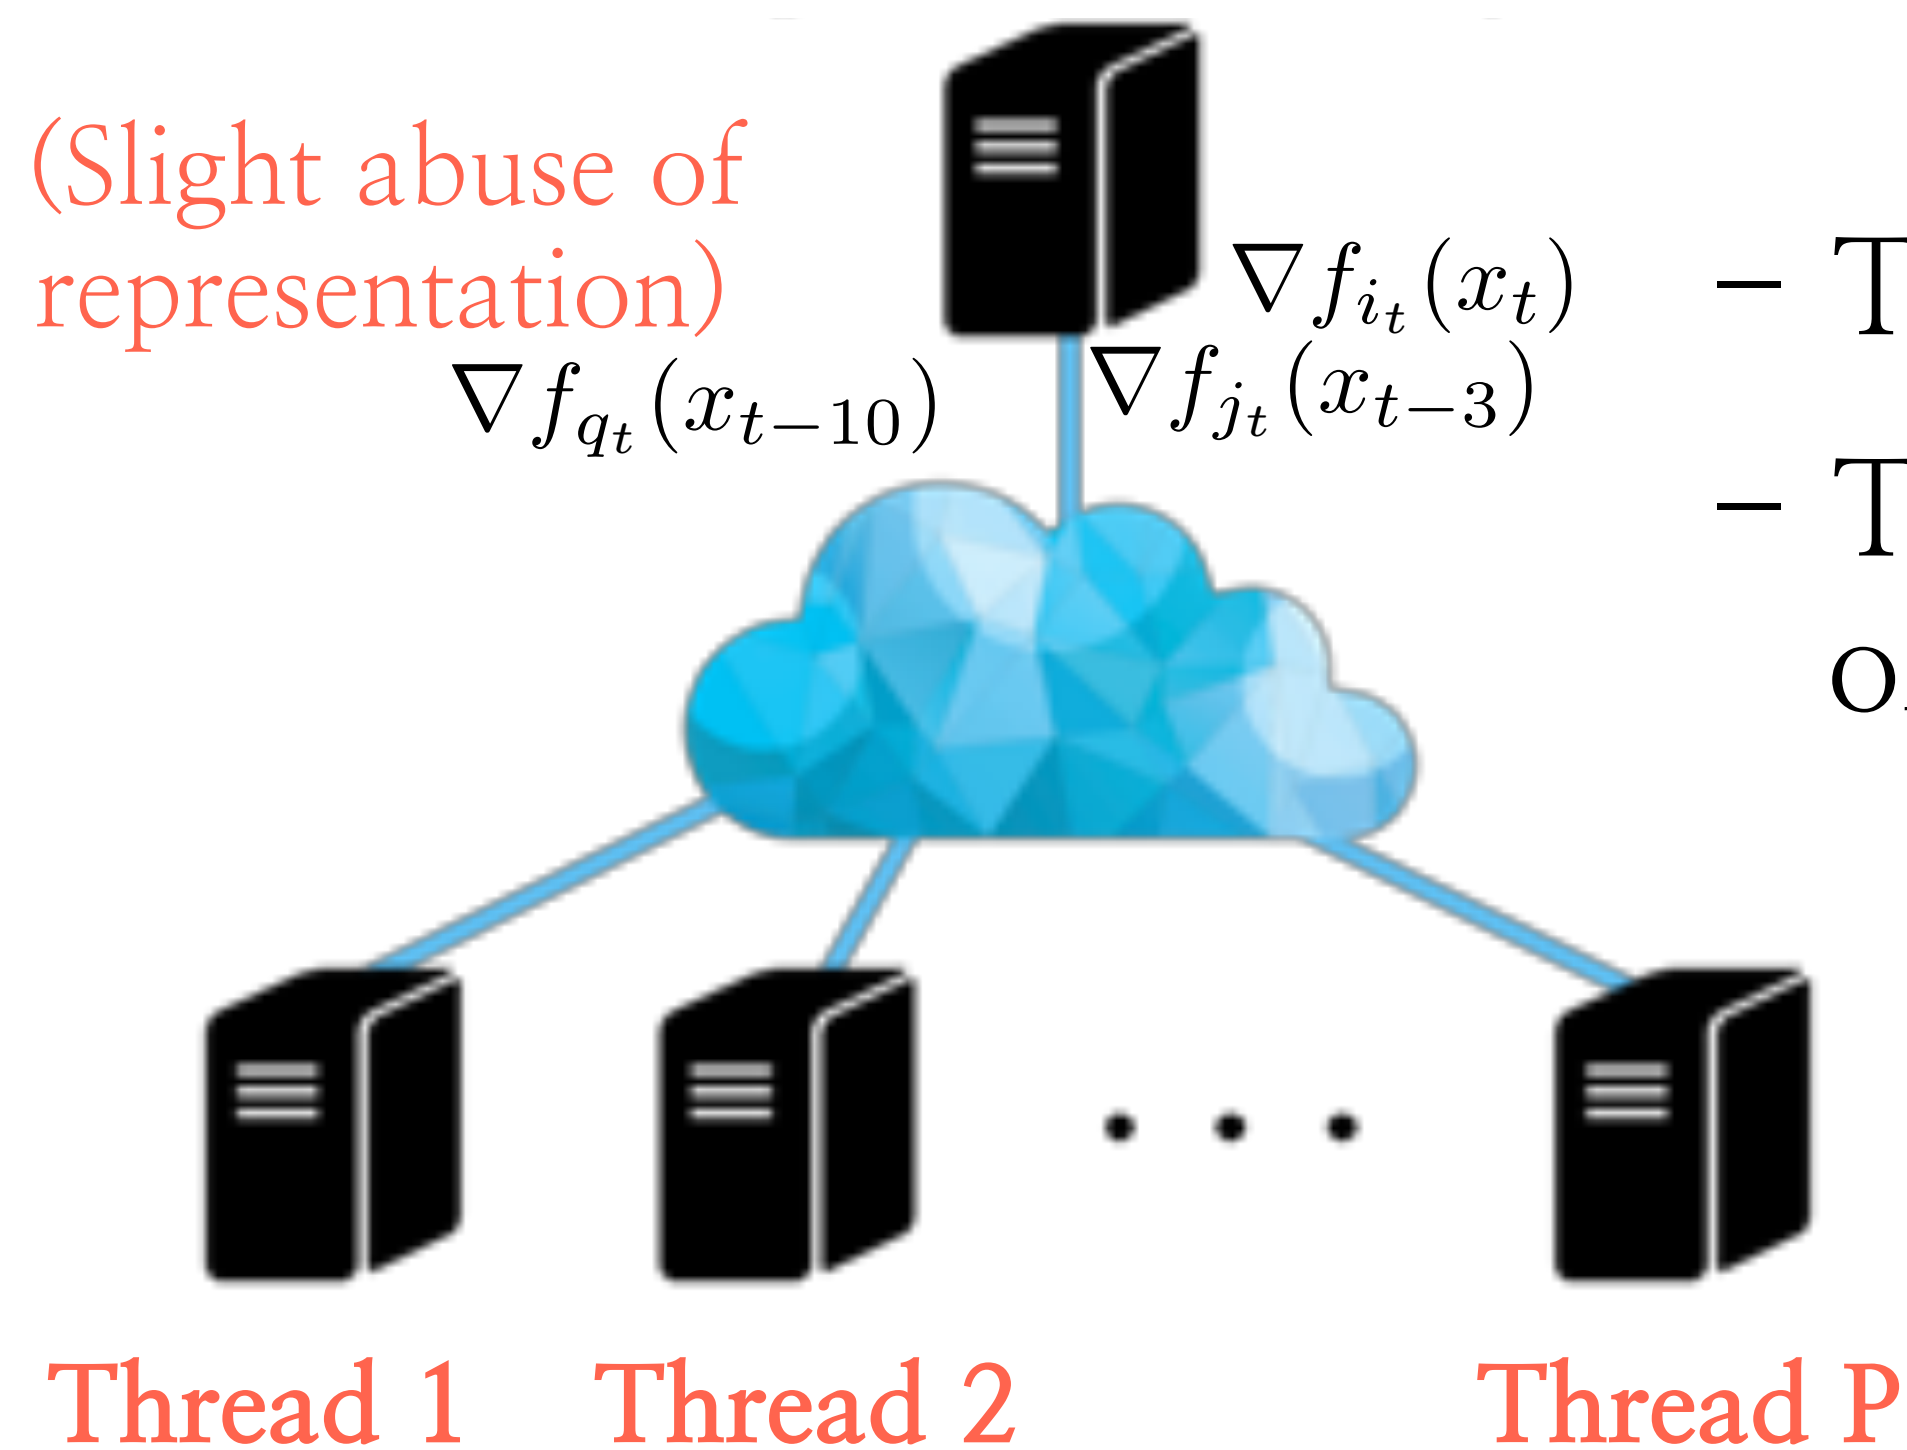 (Slight abuse of
representation)
∇f_{i_t}(x_t)
∇f_{q_t}(x_{t−10})
∇f_{j_t}(x_{t−3})
– T
– T
Thread 1
Thread 2
Thread P